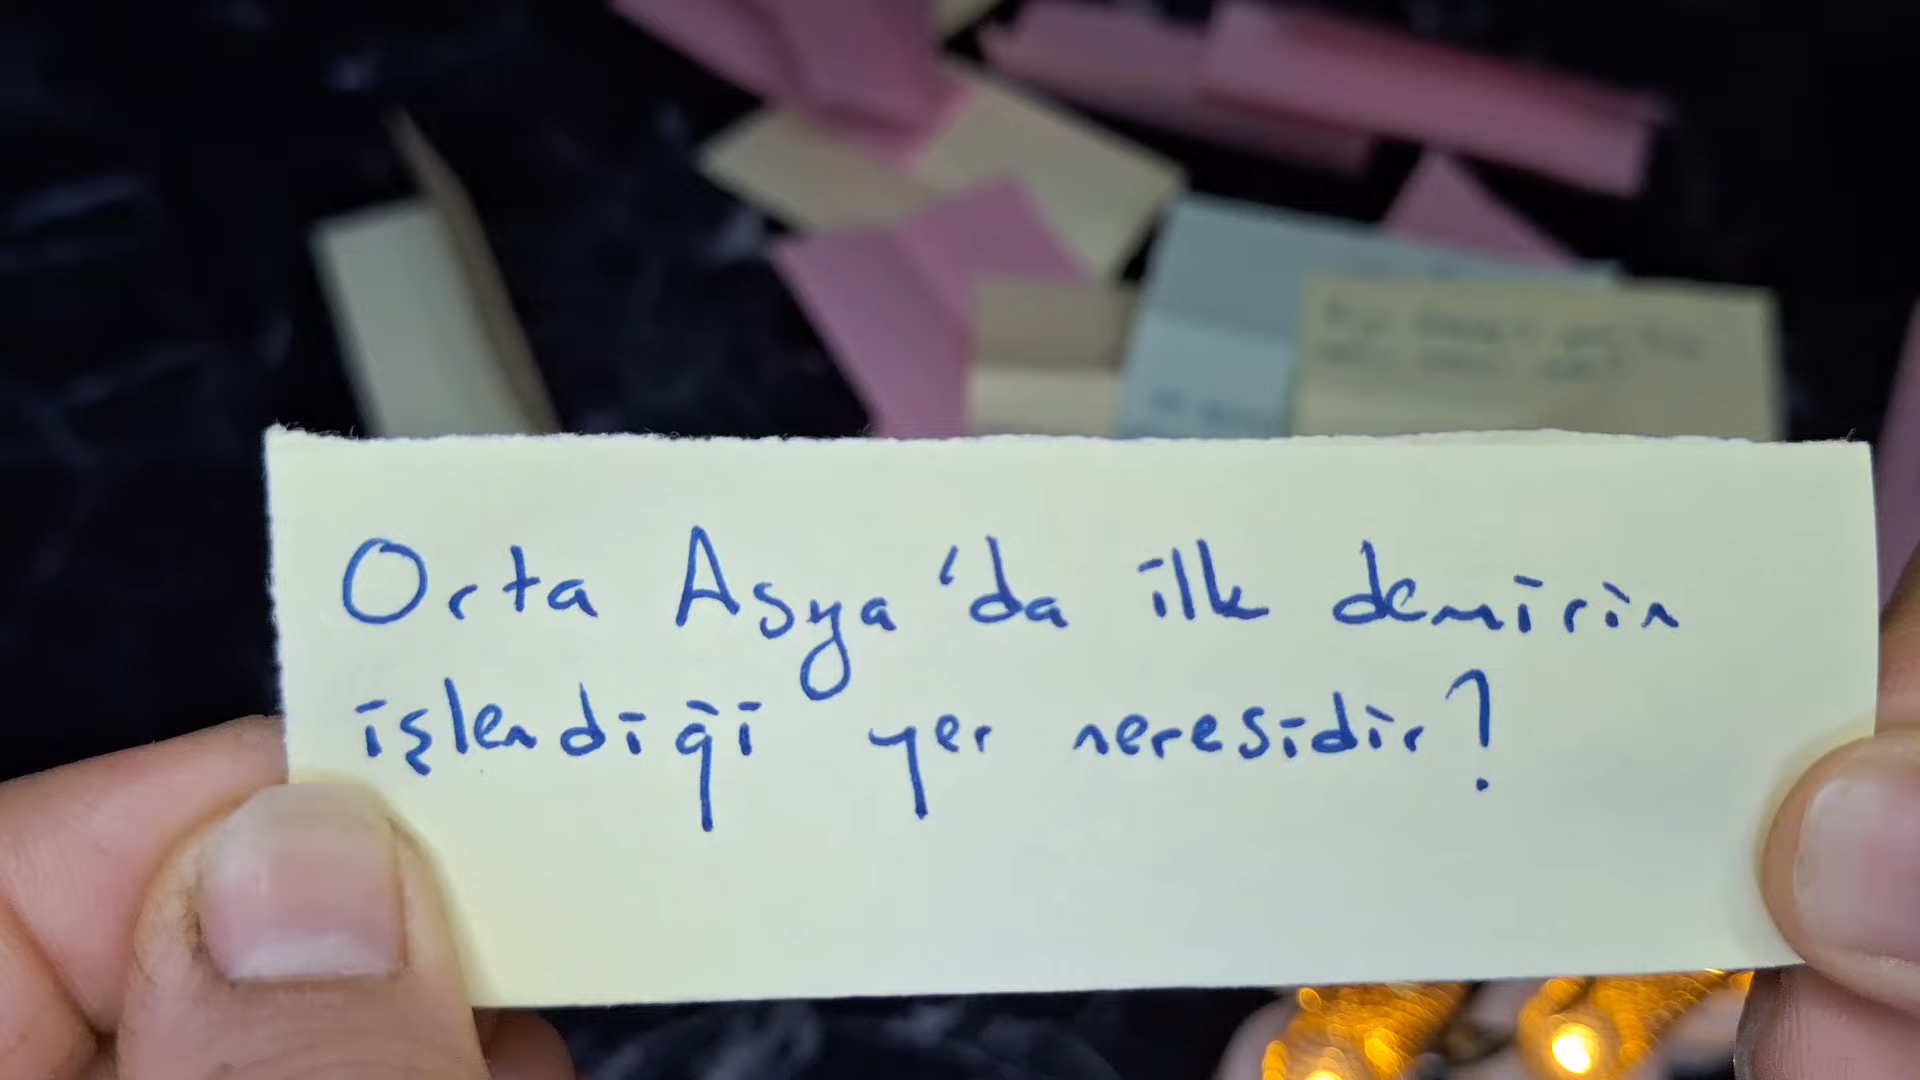 Orta Asya'da ilk demirin
işlendiği yer neresidir?